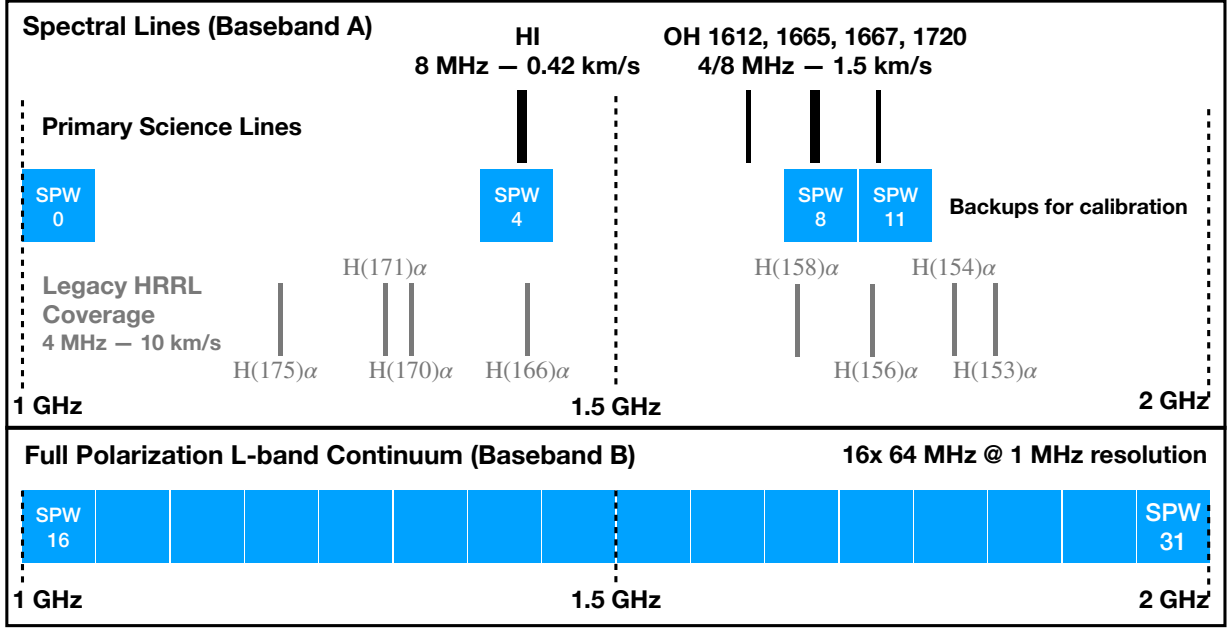 Spectral Lines (Baseband A)
HI
8 MHz — 0.42 km/s
OH 1612, 1665, 1667, 1720
4/8 MHz — 1.5 km/s
Primary Science Lines
SPW
0
SPW
4
SPW
8
SPW
11
Backups for calibration
Legacy HRRL
Coverage
4 MHz — 10 km/s
H(171)α
H(158)α
H(154)α
H(175)α
H(170)α
H(166)α
H(156)α
H(153)α
1 GHz
1.5 GHz
2 GHz
Full Polarization L-band Continuum (Baseband B)
16x 64 MHz @ 1 MHz resolution
SPW
16
SPW
31
1 GHz
1.5 GHz
2 GHz